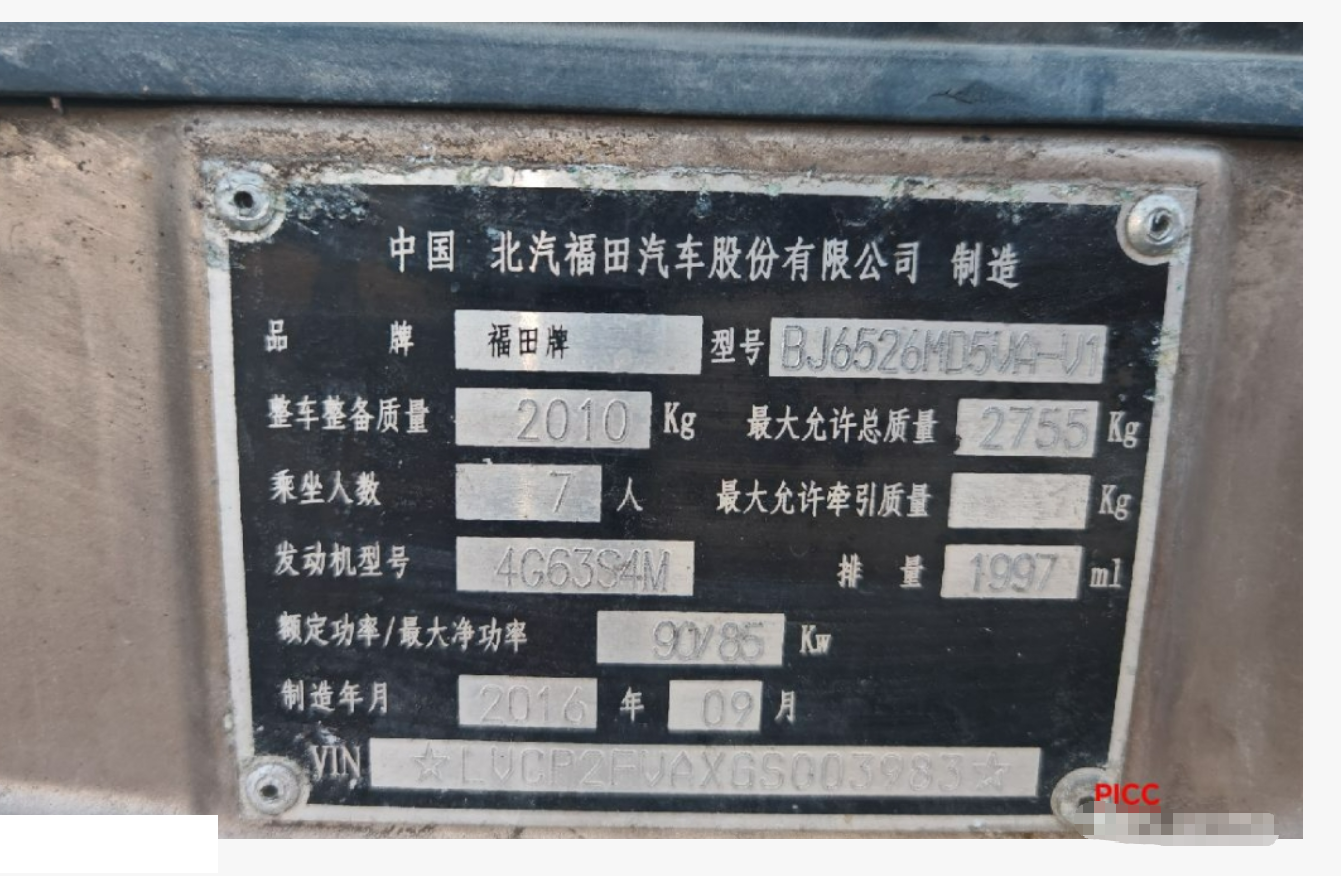 中国 北汽福田汽车股份有限公司 制造
品 牌 福田牌 型号 BJ6526MD5VA-V1
整车整备质量 2010 Kg 最大允许总质量 2755 Kg
乘坐人数 7 人 最大允许牵引质量 Kg
发动机型号 4G63S4M 排 量 1997 ml
额定功率/最大净功率 90/85 Kw
制造年月 2016 年 09 月
VIN ☆LVCP2FVAXGS003983☆
PICC